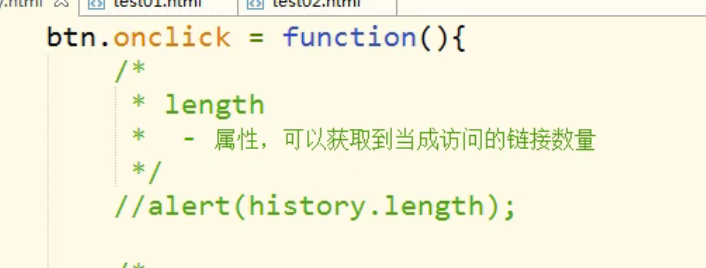 y.html test01.html test02.html
btn.onclick = function(){
/*
* length
* - 属性，可以获取到当成访问的链接数量
*/
//alert(history.length);
/*